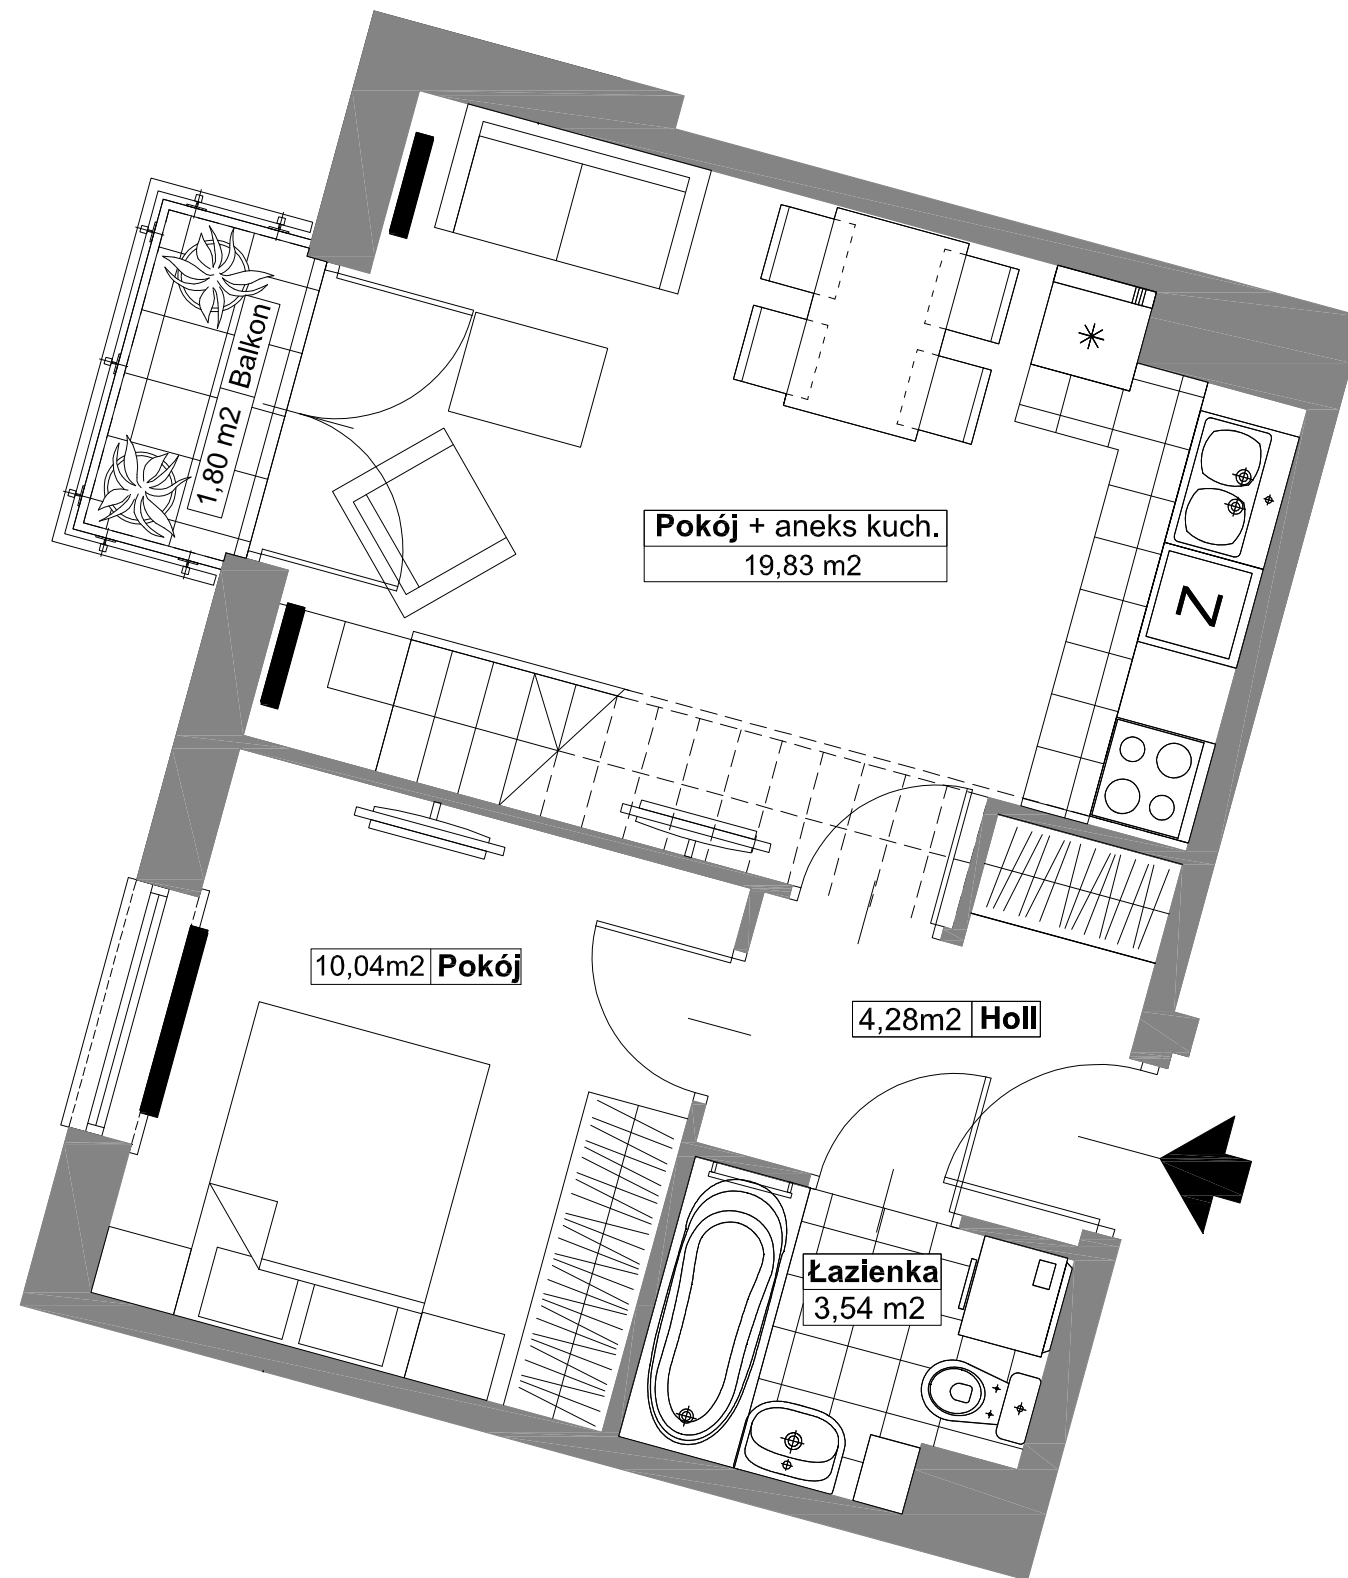 1,80 m2 Balkon
Pokój + aneks kuch.
19,83 m2
Z
10,04m2 Pokój
4,28m2 Holl
Łazienka
3,54 m2